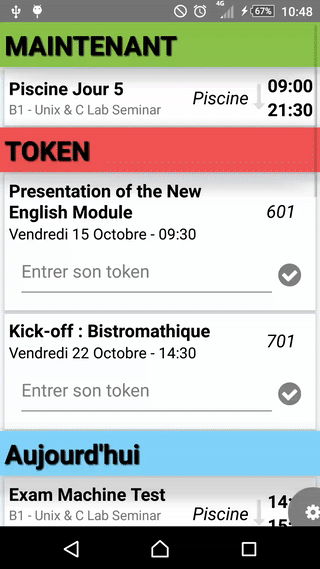 4G 67% 10:48
MAINTENANT
Piscine Jour 5
B1 - Unix & C Lab Seminar
Piscine
09:00
21:30
TOKEN
Presentation of the New
English Module
601
Vendredi 15 Octobre - 09:30
Entrer son token
Kick-off : Bistromathique
701
Vendredi 22 Octobre - 14:30
Entrer son token
Aujourd'hui
Exam Machine Test
B1 - Unix & C Lab Seminar
Piscine
14:
15: